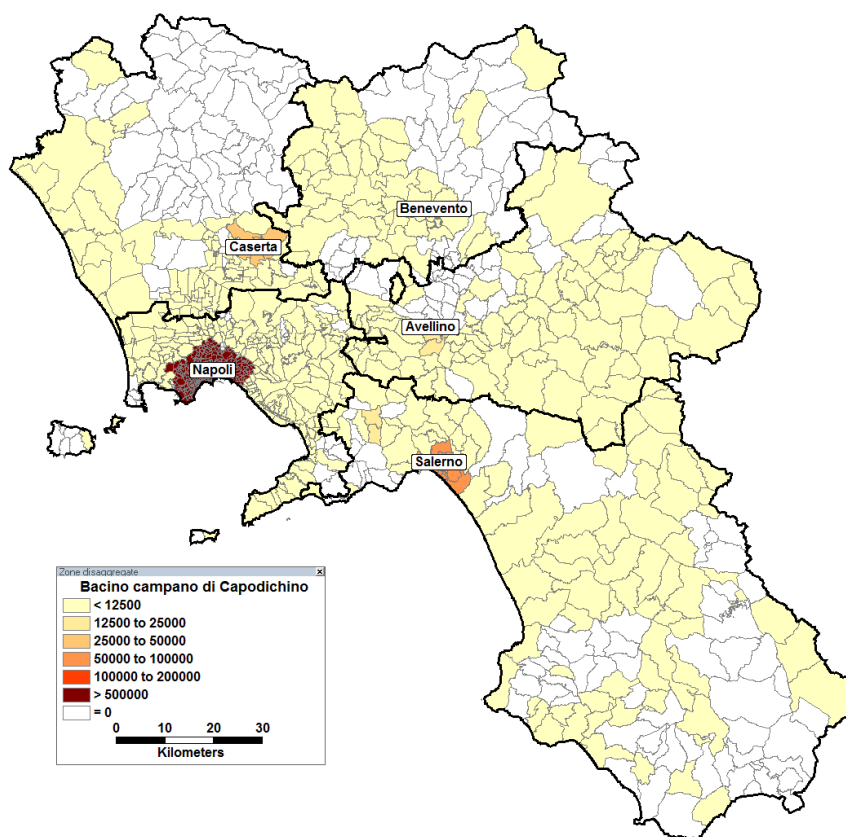 Benevento
Caserta
Avellino
Napoli
Salerno
Zone disaggregate
x
Bacino campano di Capodichino
< 12500
12500 to 25000
25000 to 50000
50000 to 100000
100000 to 200000
> 500000
= 0
0 10 20 30
Kilometers